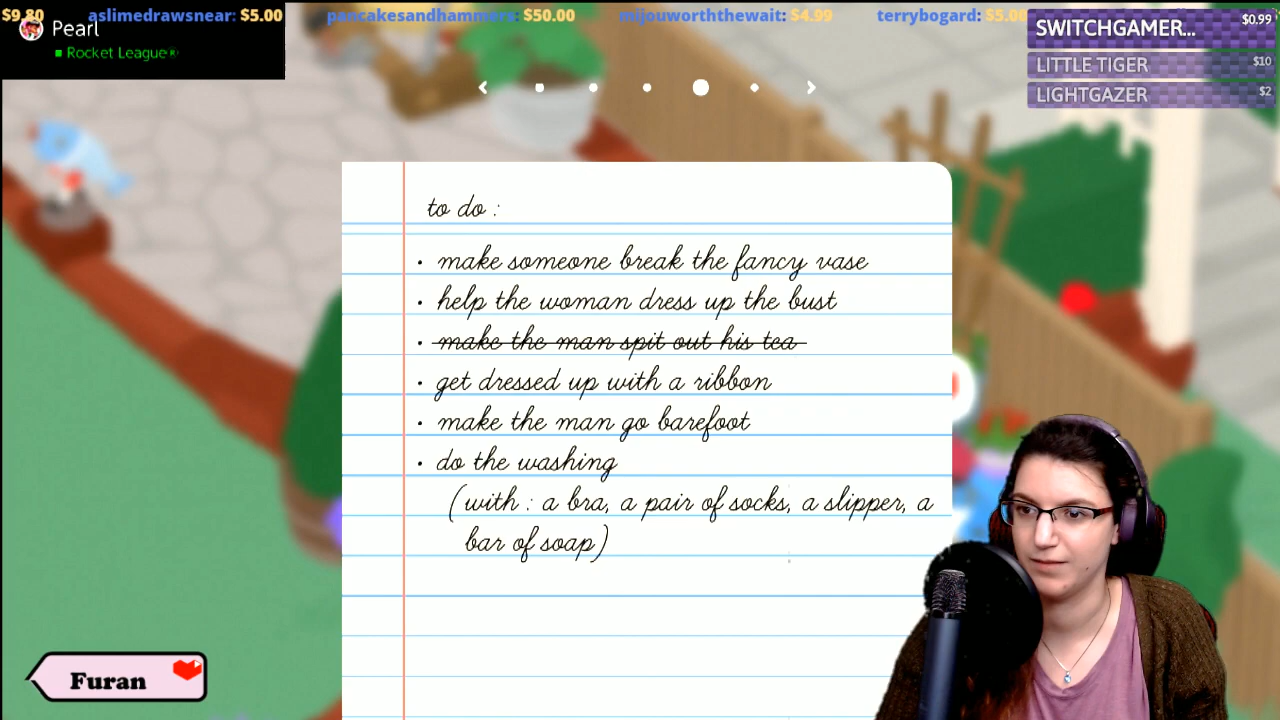 $9.80 aslimedrawsnear: $5.00 pancakesandhammers: $50.00 mijouworththewait: $4.99 terrybogard: $5.00
Pearl
Rocket League
SWITCHGAMER... $0.99
LITTLE TIGER $10
LIGHTGAZER $2
to do :
• make someone break the fancy vase
• help the woman dress up the bust
• make the man spit out his tea
• get dressed up with a ribbon
• make the man go barefoot
• do the washing
(with : a bra, a pair of socks, a slipper, a
bar of soap)
Furan